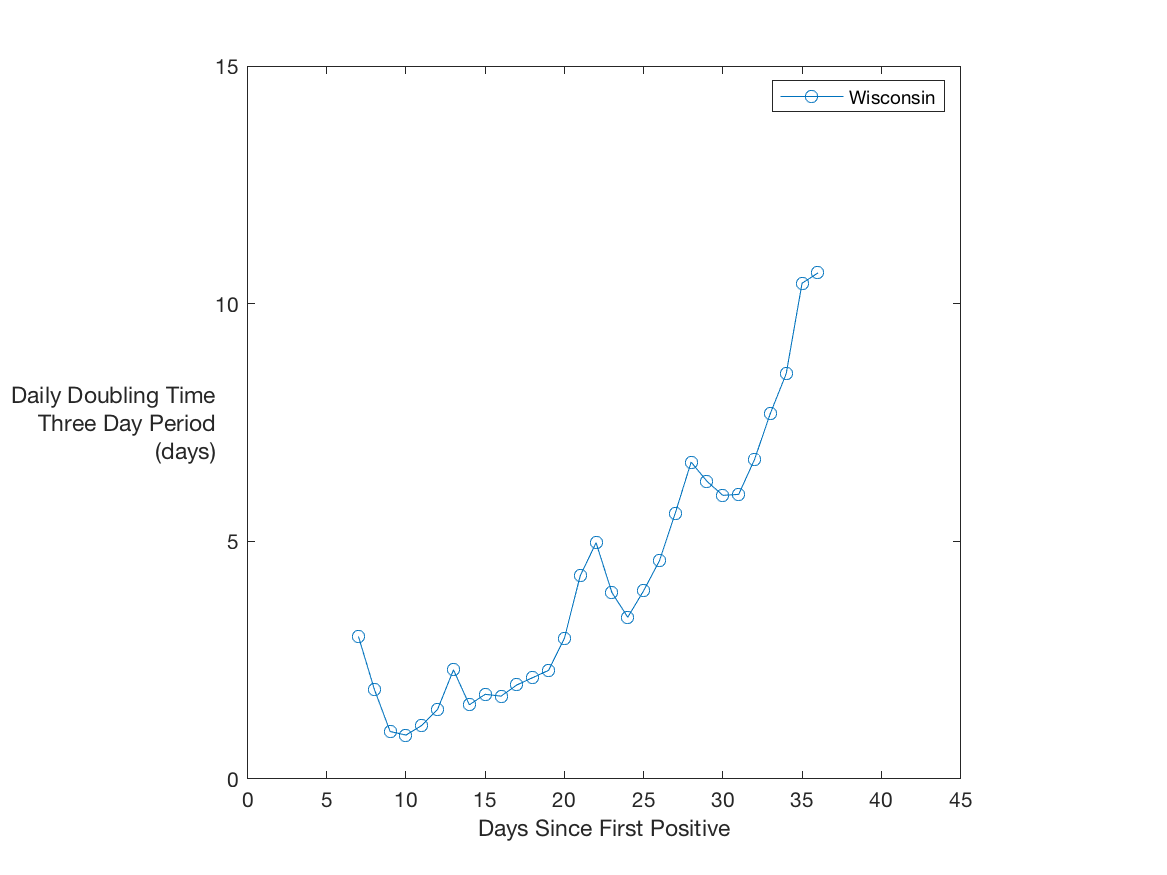 15
Wisconsin
10
Daily Doubling Time
Three Day Period
(days)
5
0
0 5 10 15 20 25 30 35 40 45
Days Since First Positive